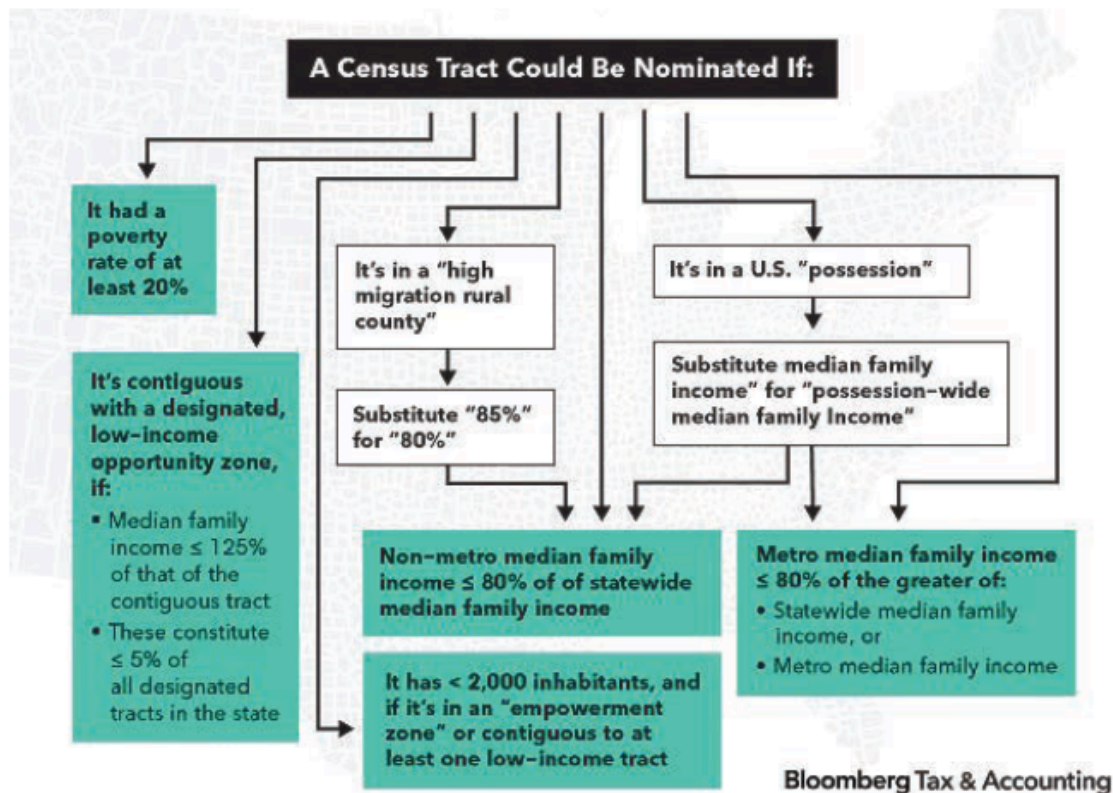 A Census Tract Could Be Nominated If:
It had a
poverty
rate of at
least 20%
It's contiguous
with a designated,
low-income
opportunity zone,
if:
▪ Median family
income ≤ 125%
of that of the
contiguous tract
▪ These constitute
≤ 5% of
all designated
tracts in the state
It's in a "high
migration rural
county"
Substitute "85%"
for "80%"
It's in a U.S. "possession"
Substitute median family
income" for "possession-wide
median family Income"
Non-metro median family
income ≤ 80% of of statewide
median family income
Metro median family income
≤ 80% of the greater of:
• Statewide median family
income, or
• Metro median family income
It has < 2,000 inhabitants, and
if it's in an "empowerment
zone" or contiguous to at
least one low-income tract
Bloomberg Tax & Accounting